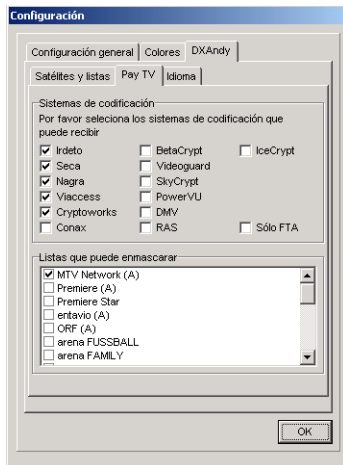 Configuración
Configuración general Colores DXAndy
Satélites y listas Pay TV Idioma
Sistemas de codificación
Por favor seleciona los sistemas de codificación que
puede recibir
Irdeto BetaCrypt IceCrypt
Seca Videoguard
Nagra SkyCrypt
Viaccess PowerVU
Cryptoworks DMV
Conax RAS Sólo FTA
Listas que puede enmascarar
MTV Network (A)
Premiere (A)
Premiere Star
entavio (A)
ORF (A)
arena FUSSBALL
arena FAMILY
OK